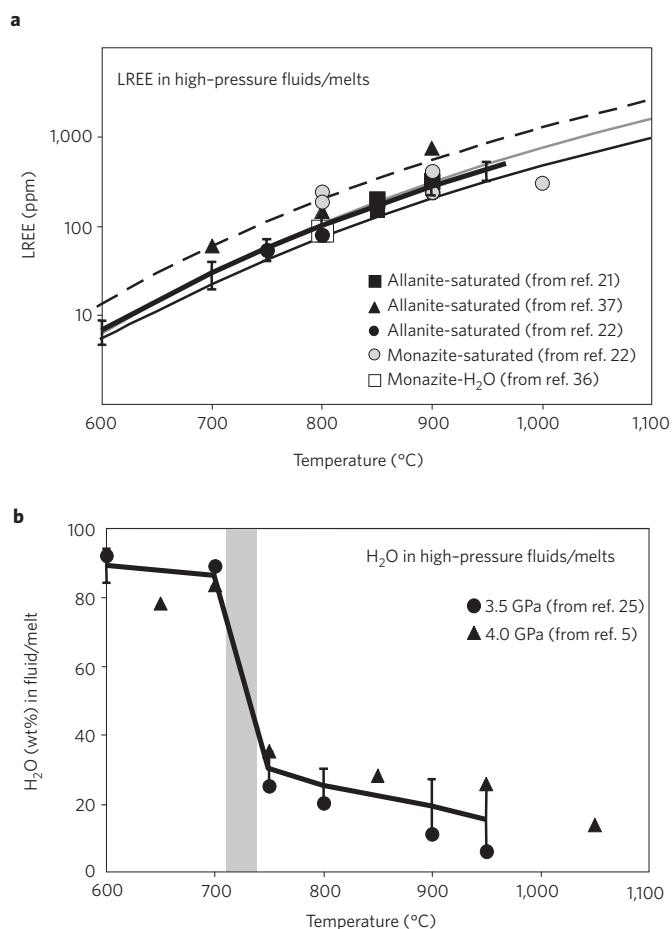 a
LREE in high–pressure fluids/melts
1,000
100
10
LREE (ppm)
Allanite-saturated (from ref. 21)
Allanite-saturated (from ref. 37)
Allanite-saturated (from ref. 22)
Monazite-saturated (from ref. 22)
Monazite-H₂O (from ref. 36)
600 700 800 900 1,000 1,100
Temperature (°C)
b
H₂O in high–pressure fluids/melts
100
80
60
40
20
0
H₂O (wt%) in fluid/melt
3.5 GPa (from ref. 25)
4.0 GPa (from ref. 5)
600 700 800 900 1,000 1,100
Temperature (°C)